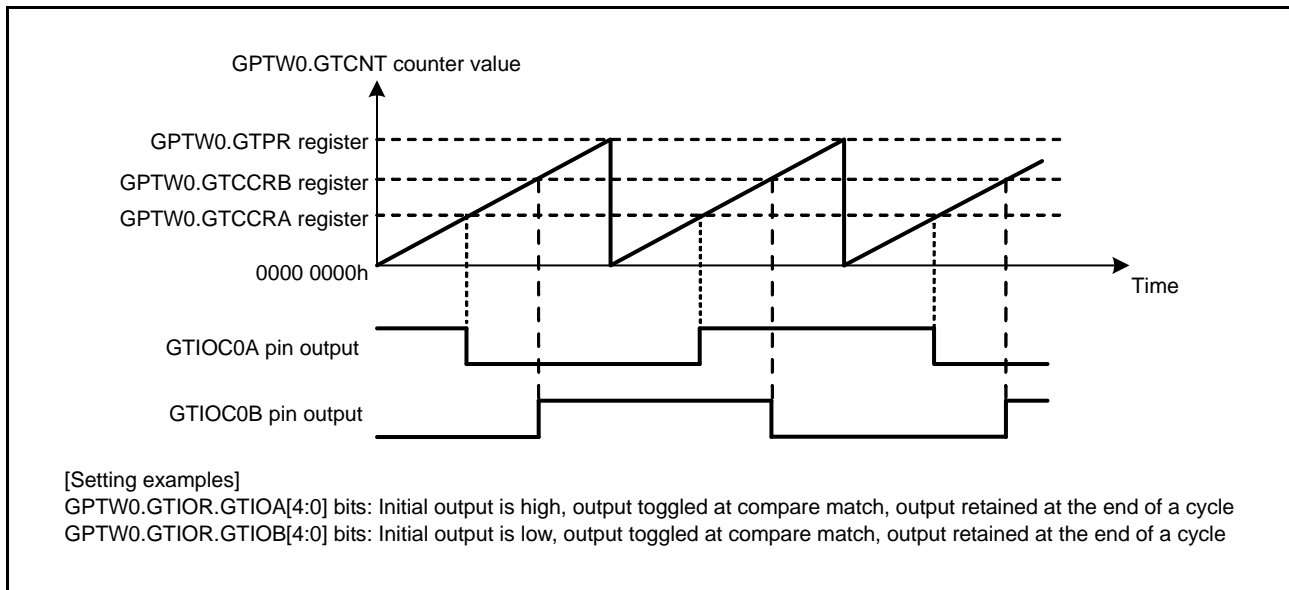 GPTW0.GTCNT counter value
GPTW0.GTPR register
GPTW0.GTCCRB register
GPTW0.GTCCRA register
0000 0000h
Time
GTIOC0A pin output
GTIOC0B pin output
[Setting examples]
GPTW0.GTIOR.GTIOA[4:0] bits: Initial output is high, output toggled at compare match, output retained at the end of a cycle
GPTW0.GTIOR.GTIOB[4:0] bits: Initial output is low, output toggled at compare match, output retained at the end of a cycle